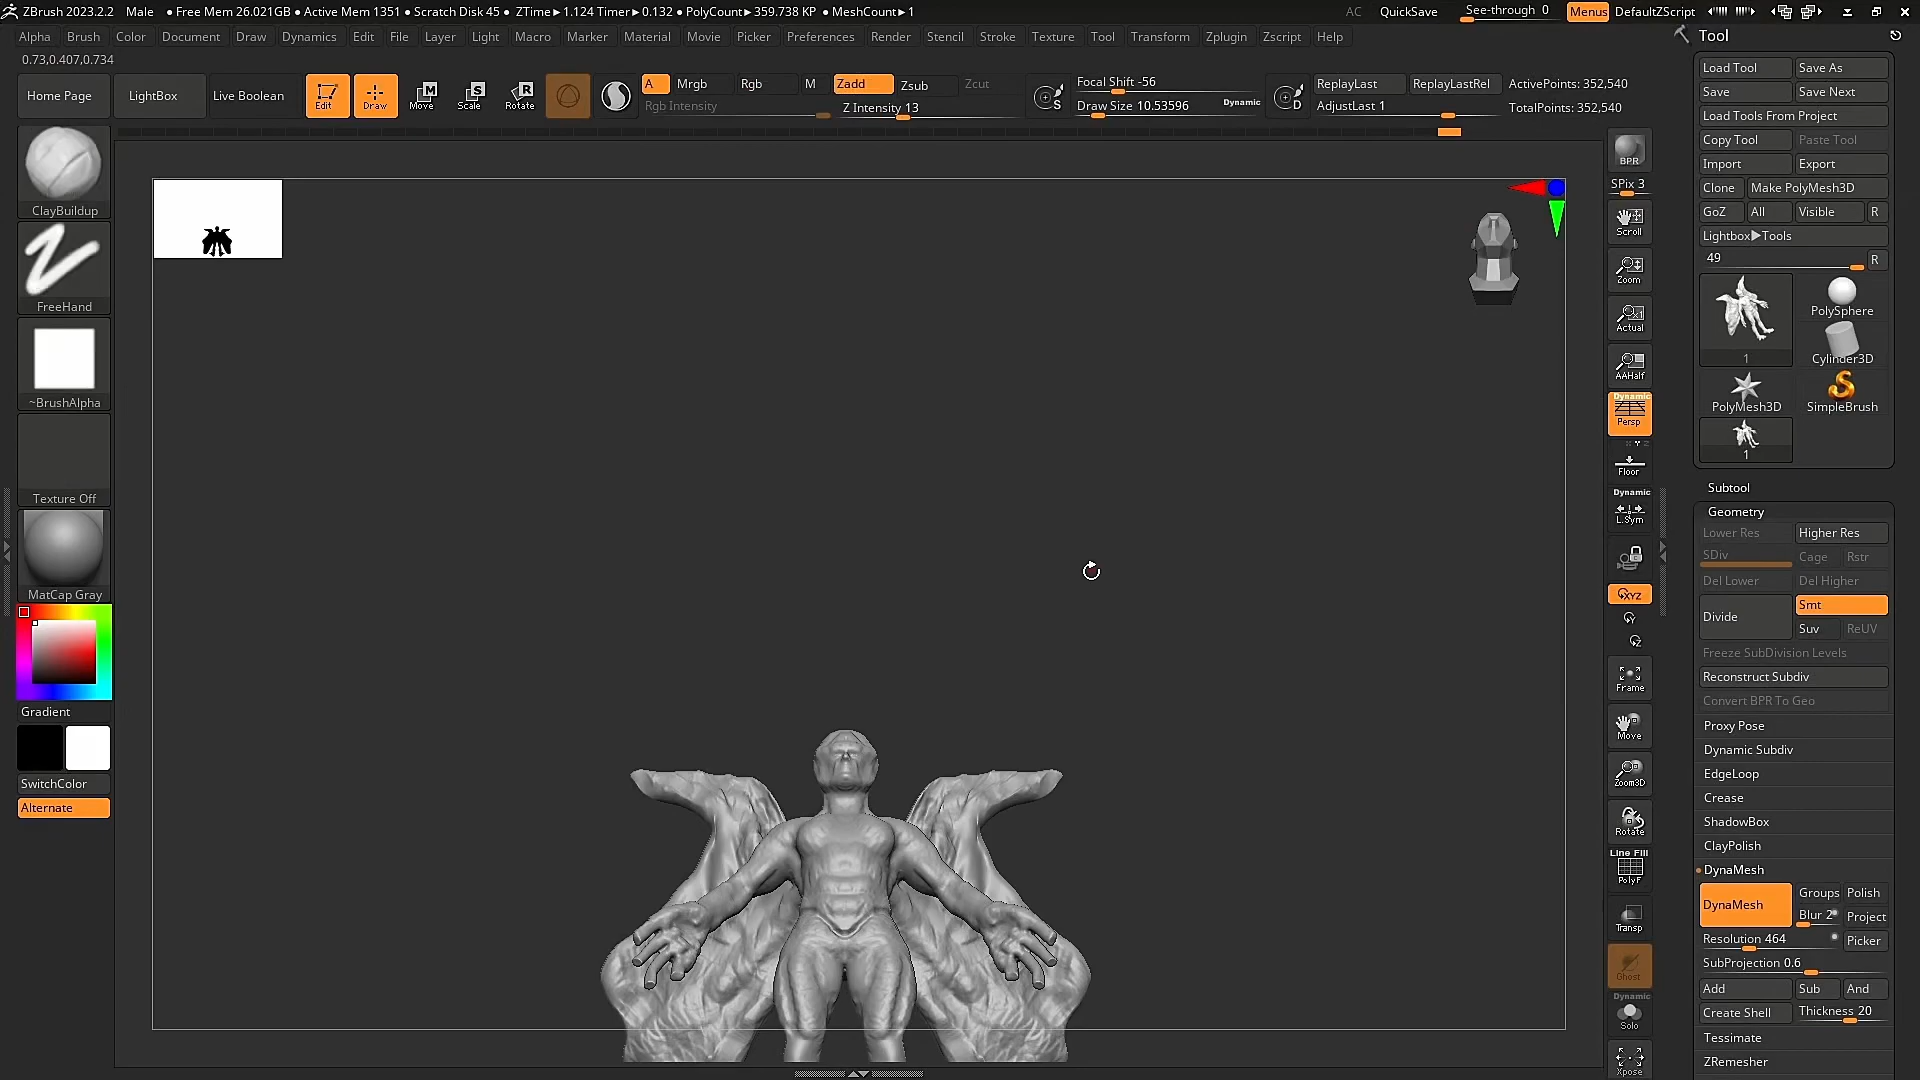 ZBrush 2023.2.2 Male ● Free Mem 26.021GB ● Active Mem 1351 ● Scratch Disk 45 ● ZTime►1.124 Timer►0.132 ● PolyCount►359.738 KP ● MeshCount►1 AC QuickSave See-through 0 Menus DefaultZScript
Alpha Brush Color Document Draw Dynamics Edit File Layer Light Macro Marker Material Movie Picker Preferences Render Stencil Stroke Texture Tool Transform Zplugin Zscript Help
0.73,0.407,0.734
Home Page LightBox Live Boolean Edit Draw Move Scale Rotate
A Mrgb Rgb M Zadd Zsub Zcut
Rgb Intensity Z Intensity 13
S Focal Shift -56
Draw Size 10.53596 Dynamic
D ReplayLast ReplayLastRel ActivePoints: 352,540
AdjustLast 1 TotalPoints: 352,540
ClayBuildup
FreeHand
~BrushAlpha
Texture Off
MatCap Gray
Gradient
SwitchColor
Alternate
BPR
SPix 3
Scroll
Zoom
Actual
AAHalf
Dynamic
Persp
Floor
Dynamic
L.Sym
XYZ
Y
Z
Frame
Move
Zoom3D
Rotate
Line Fill
PolyF
Transp
Ghost
Dynamic
Solo
Xpose
Tool
Load Tool Save As
Save Save Next
Load Tools From Project
Copy Tool Paste Tool
Import Export
Clone Make PolyMesh3D
GoZ All Visible R
Lightbox►Tools
49 R
1 PolySphere
Cylinder3D
PolyMesh3D SimpleBrush
1
Subtool
Geometry
Lower Res Higher Res
SDiv Cage Rstr
Del Lower Del Higher
Divide Smt
Suv ReUV
Freeze SubDivision Levels
Reconstruct Subdiv
Convert BPR To Geo
Proxy Pose
Dynamic Subdiv
EdgeLoop
Crease
ShadowBox
ClayPolish
DynaMesh
DynaMesh Groups Polish
Blur 2 Project
Resolution 464 Picker
SubProjection 0.6
Add Sub And
Create Shell Thickness 20
Tessimate
ZRemesher